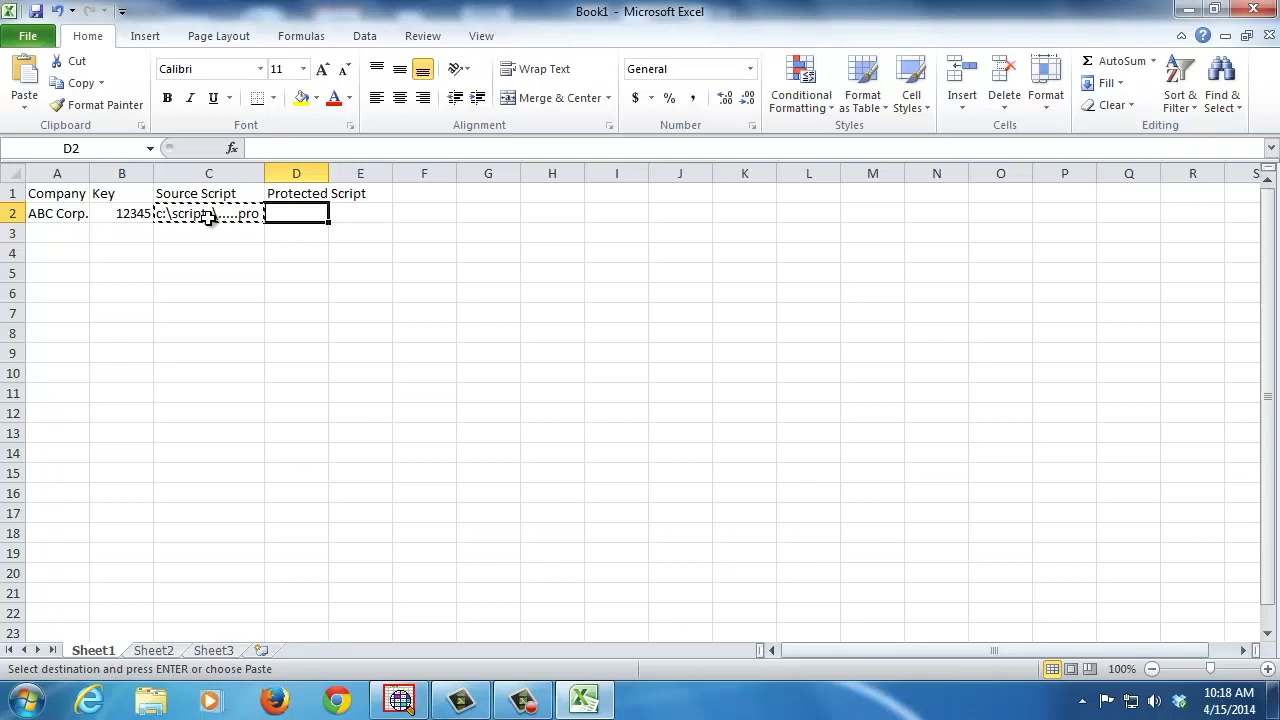 Book1 - Microsoft Excel
File Home Insert Page Layout Formulas Data Review View
Paste
Cut
Copy
Format Painter
Clipboard
Calibri 11
B I U
Font
Wrap Text
Merge & Center
Alignment
General
$ % ,
Number
Conditional Formatting
Format as Table
Cell Styles
Styles
Insert
Delete
Format
Cells
AutoSum
Fill
Clear
Sort & Filter
Find & Select
Editing
D2 fx
A B C D E F G H I J K L M N O P Q R S
1 Company Key Source Script Protected Script
2 ABC Corp. 12345 pro
3
4
5
6
7
8
9
10
11
12
13
14
15
16
17
18
19
20
21
22
23
Sheet1 Sheet2 Sheet3
Select destination and press ENTER or choose Paste 100%
10:18 AM
4/15/2014